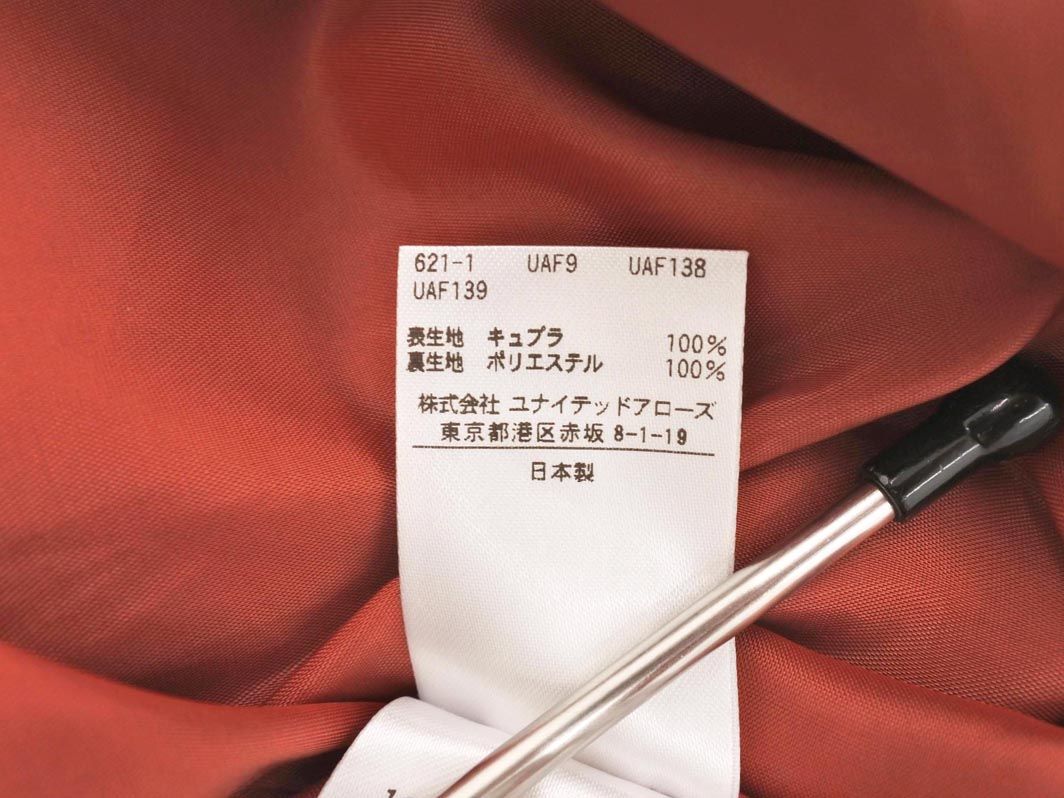 621-1 UAF9 UAF138
UAF139
表生地 キュプラ 100%
裏生地 ポリエステル 100%
株式会社 ユナイテッドアローズ
東京都港区赤坂 8-1-19
日本製